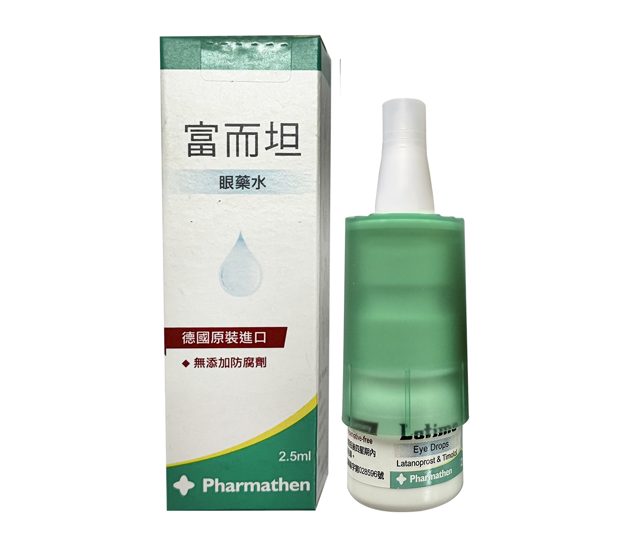 富而坦
眼藥水
德國原裝進口
◆ 無添加防腐劑
2.5ml
Pharmathen
Eye Drops
Latanoprost &
Pharmathen